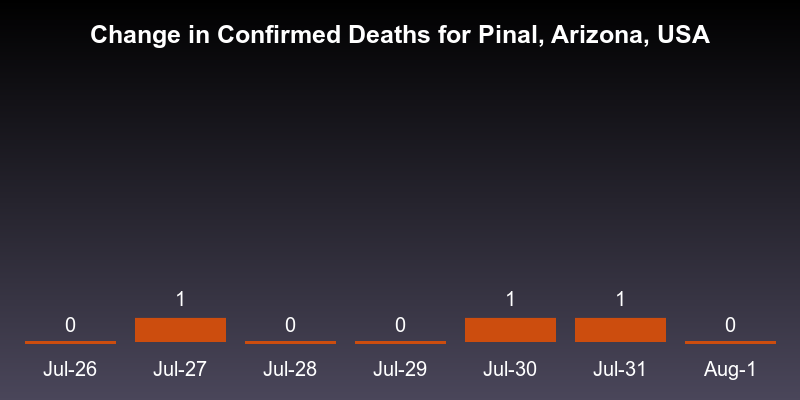 Change in Confirmed Deaths for Pinal, Arizona, USA
0 1 0 0 1 1 0
Jul-26 Jul-27 Jul-28 Jul-29 Jul-30 Jul-31 Aug-1